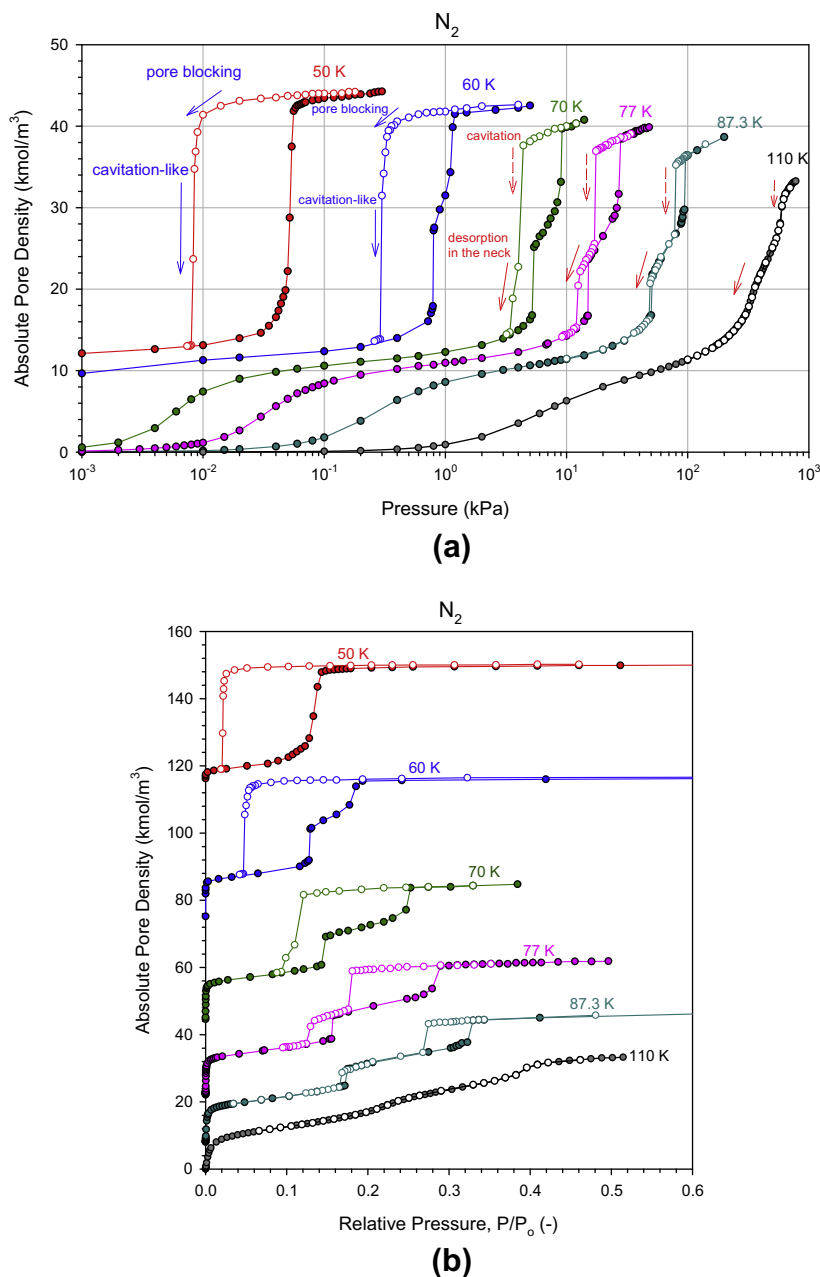 N2
50
40
30
20
10
0
Absolute Pore Density (kmol/m3)
pore blocking
50 K
60 K
pore blocking
70 K
77 K
87.3 K
110 K
cavitation
cavitation-like
cavitation-like
desorption
in the neck
10-3
10-2
10-1
100
101
102
103
Pressure (kPa)
(a)
N2
160
140
120
100
80
60
40
20
0
Absolute Pore Density (kmol/m3)
50 K
60 K
70 K
77 K
87.3 K
110 K
0.0
0.1
0.2
0.3
0.4
0.5
0.6
Relative Pressure, P/Po (-)
(b)